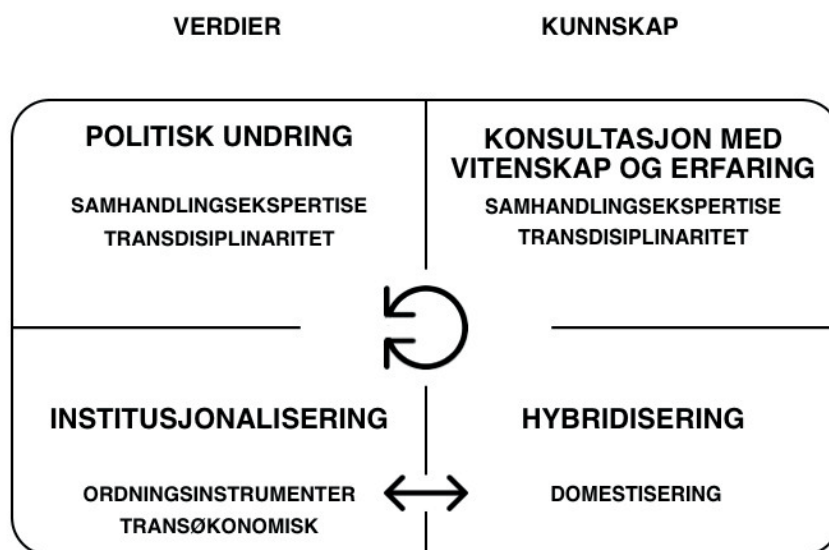 VERDIER
KUNNSKAP
POLITISK UNDRING
SAMHANDLINGSEKSPERTISE
TRANSDISIPLINARITET
KONSULTASJON MED
VITENSKAP OG ERFARING
SAMHANDLINGSEKSPERTISE
TRANSDISIPLINARITET
INSTITUSJONALISERING
ORDNINGSINSTRUMENTER
TRANSØKONOMISK
HYBRIDISERING
DOMESTISERING